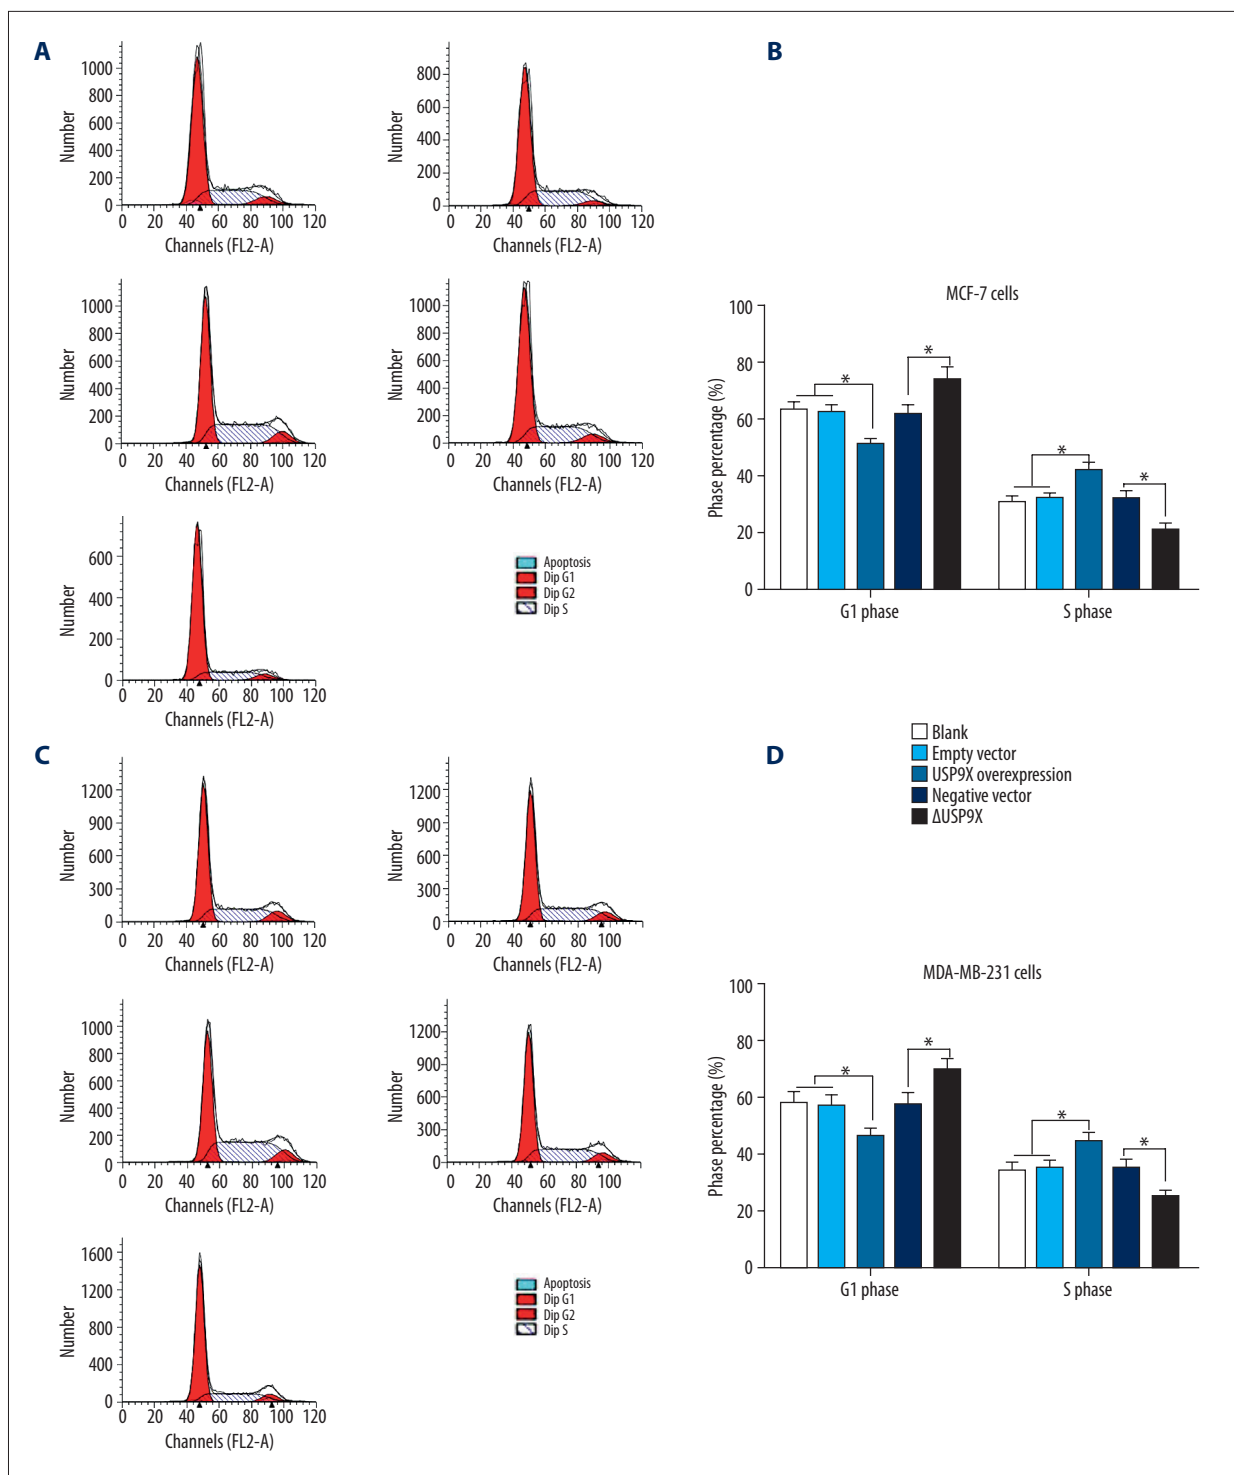 A
Number
1000
800
600
400
200
0
0 20 40 60 80 100 120
Channels (FL2-A)
Number
800
600
400
200
0
0 20 40 60 80 100 120
Channels (FL2-A)
Number
1000
800
600
400
200
0
0 20 40 60 80 100 120
Channels (FL2-A)
Number
1000
800
600
400
200
0
0 20 40 60 80 100 120
Channels (FL2-A)
Number
600
400
200
0
0 20 40 60 80 100 120
Channels (FL2-A)
Apoptosis
Dip G1
Dip G2
Dip S
B
MCF-7 cells
Phase percentage (%)
100
80
60
40
20
0
* * * *
G1 phase S phase
Blank
Empty vector
USP9X overexpression
Negative vector
ΔUSP9X
C
Number
1200
900
600
300
0
0 20 40 60 80 100 120
Channels (FL2-A)
Number
1200
900
600
300
0
0 20 40 60 80 100
Channels (FL2-A)
Number
1000
800
600
400
200
0
0 20 40 60 80 100 120
Channels (FL2-A)
Number
1200
900
600
300
0
0 20 40 60 80 100
Channels (FL2-A)
Number
1600
1200
800
400
0
0 20 40 60 80 100 120
Channels (FL2-A)
Apoptosis
Dip G1
Dip G2
Dip S
D
MDA-MB-231 cells
Phase percentage (%)
100
80
60
40
20
0
* * * *
G1 phase S phase